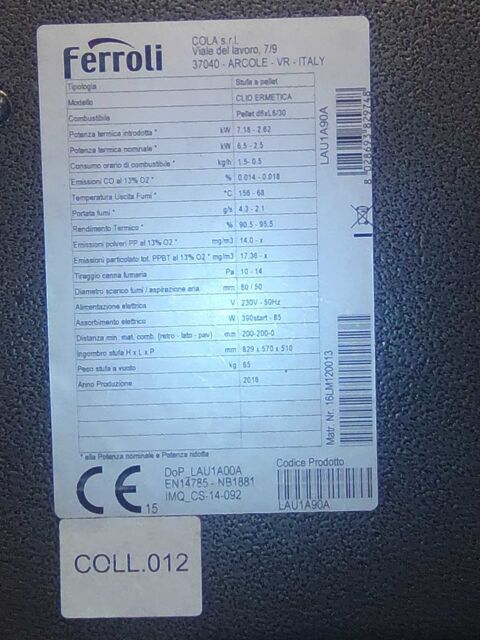 Ferroli
COLA s.r.l.
Viale del lavoro, 7/9
37040 - ARCOLE - VR - ITALY
Tipologia Stufa a pellet
Modello CLIO ERMETICA
Combustibile Pellet d6xL6/30
Potenza termica introdotta * kW 7.18 - 2.62
Potenza termica nominale * kW 6.5 - 2.5
Consumo orario di combustibile * kg/h 1.5- 0.5
Emissioni CO al 13% O2 * % 0.014 - 0.018
Temperatura Uscita Fumi * °C 156 - 68
Portata fumi * g/s 4.3 - 2.1
Rendimento Termico * % 90.5 - 95.5
Emissioni polveri PP al 13% O2 * mg/m3 14.0 - x
Emissioni particolato tot. PPBT al 13% O2 * mg/m3 17.36 - x
Tiraggio canna fumaria Pa 10 - 14
Diametro scarico fumi / aspirazione aria mm 80 / 50
Alimentazione elettrica V 230V - 50Hz
Assorbimento elettrico W 390start - 85
Distanza min. mat. comb. (retro - lato - pav) mm 200-200-0
Ingombro stufa H x L x P mm 829 x 570 x 510
Peso stufa a vuoto kg 65
Anno Produzione 2016
* alla Potenza nominale e Potenza ridotta
LAU1A90A
8 028693 829748
Matr. Nr. 16LM120013
CE 15
DoP_LAU1A00A
EN14785 - NB1881
IMQ_CS-14-092
Codice Prodotto
LAU1A90A
COLL.012